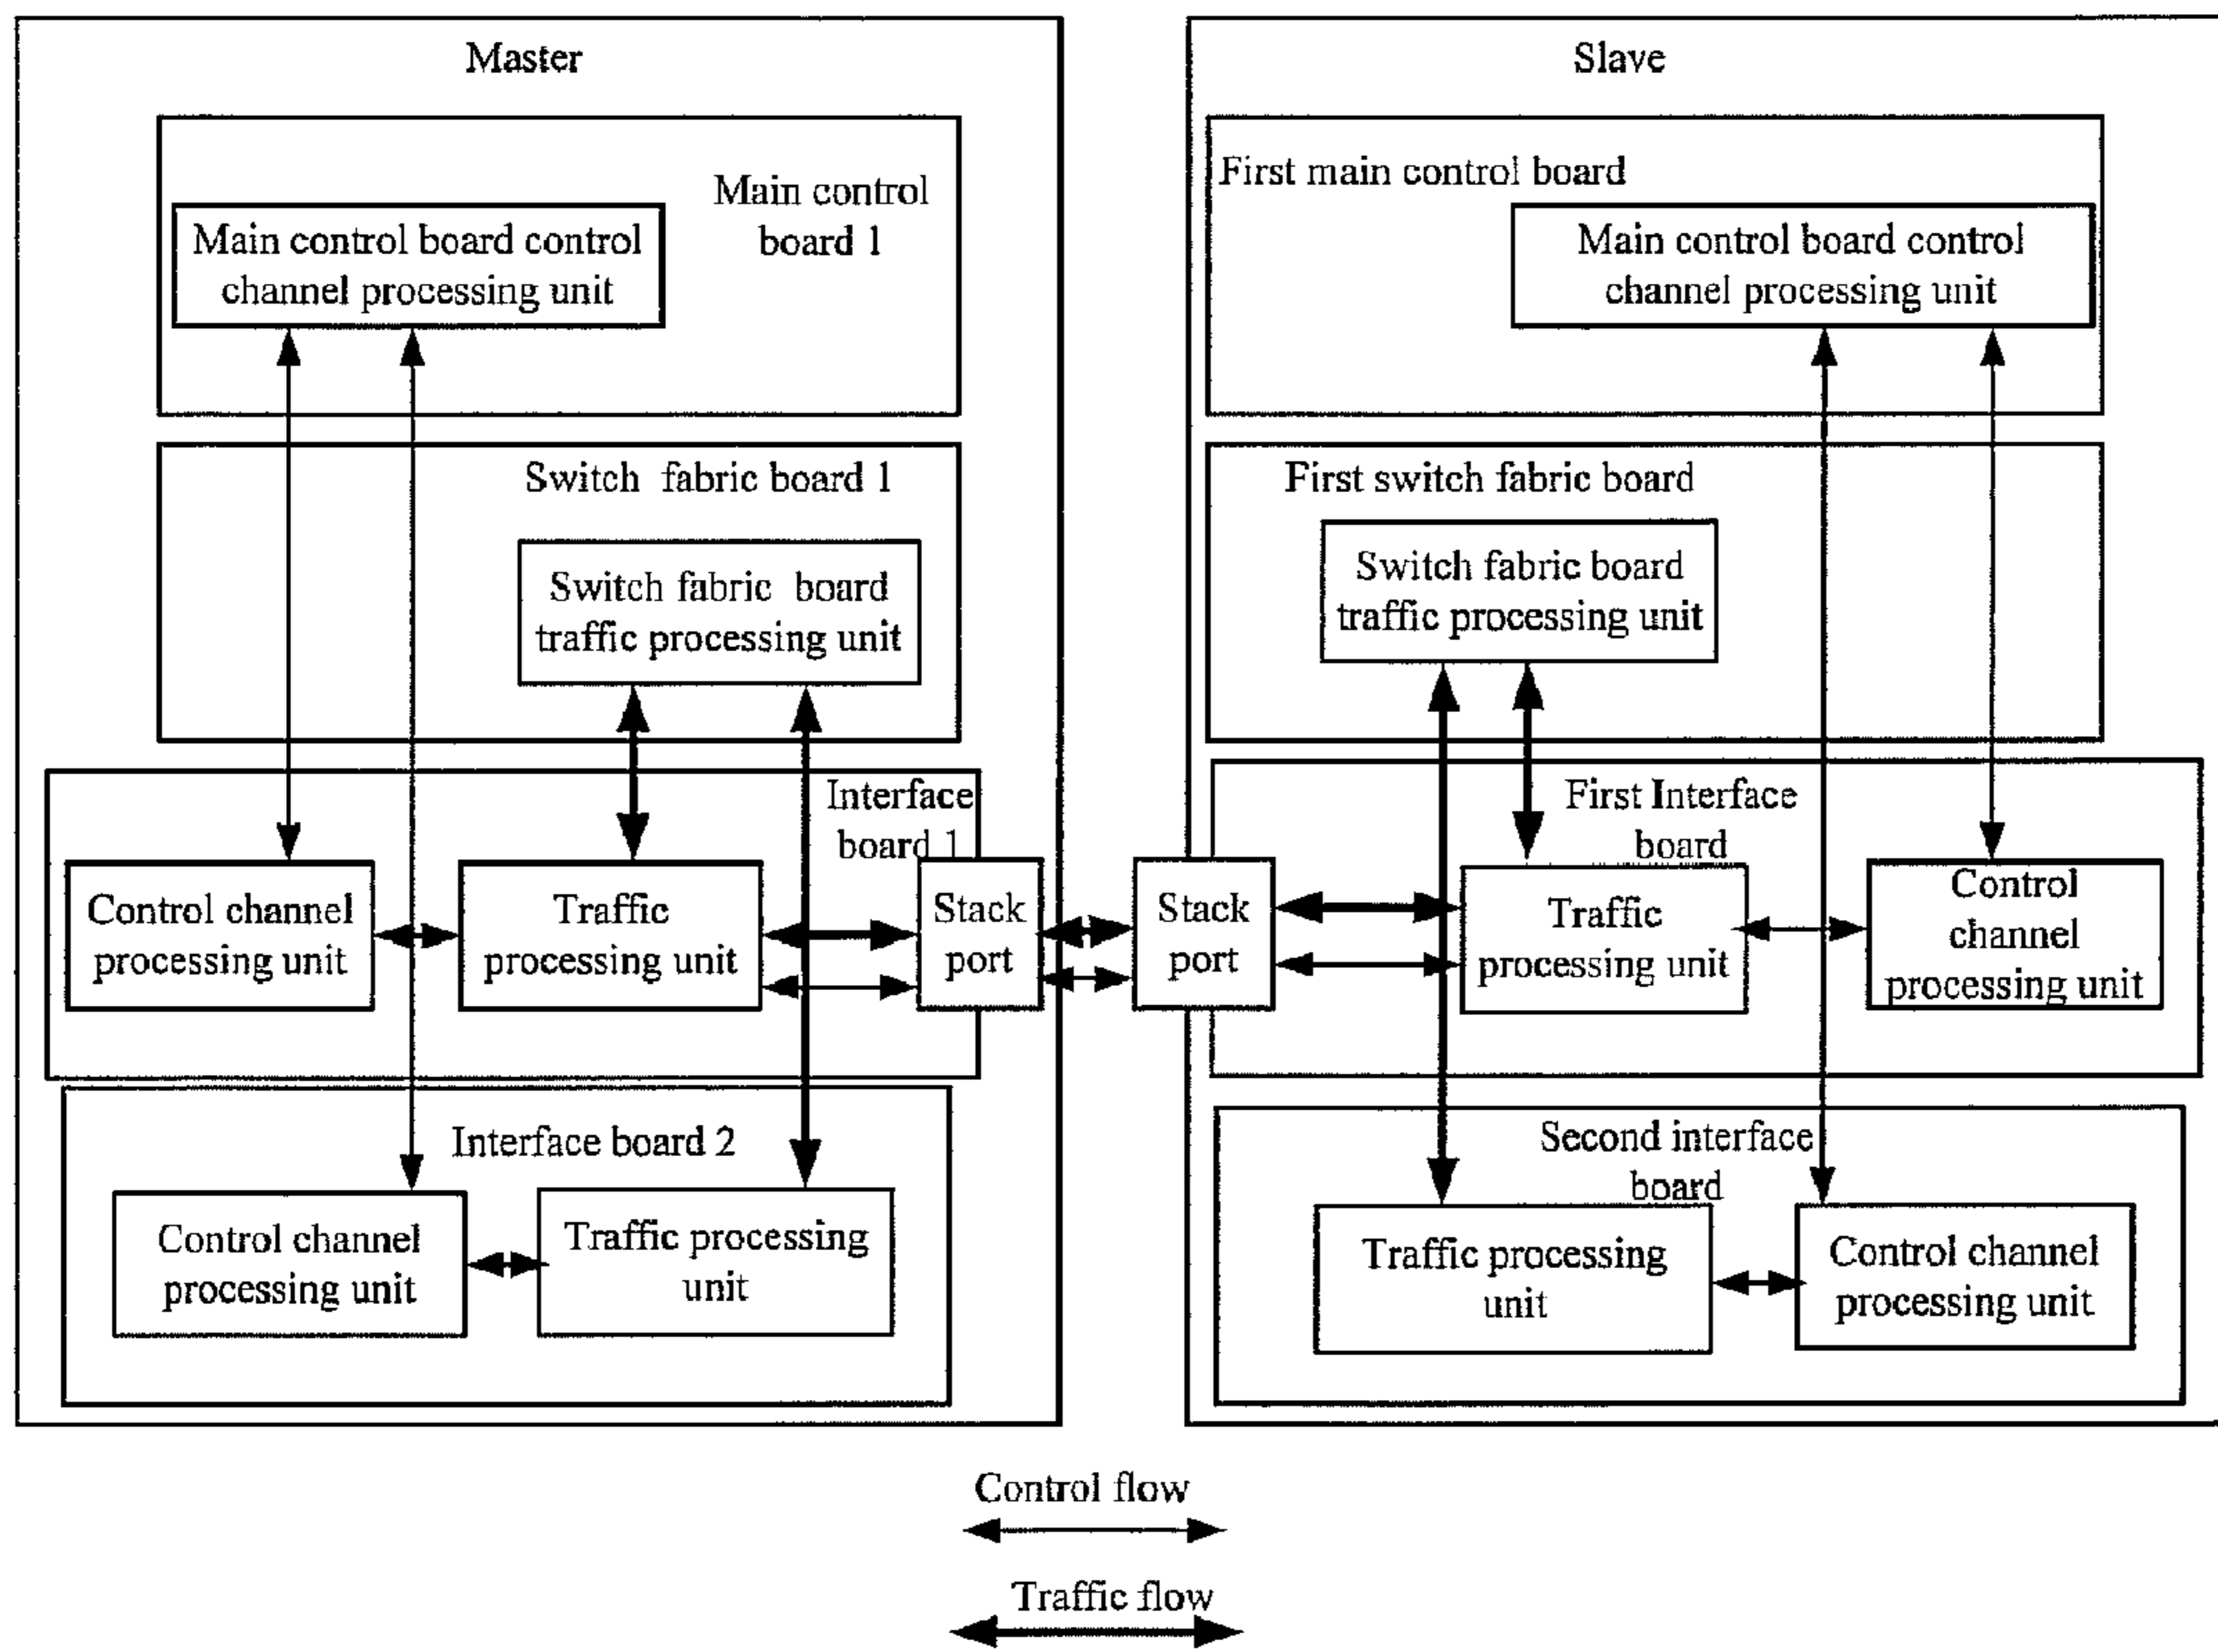 Master
Main control
board 1
Main control board control
channel processing unit
Switch fabric board 1
Switch fabric board
traffic processing unit
Interface
board 1
Control channel
processing unit
Traffic
processing unit
Stack
port
Interface board 2
Control channel
processing unit
Traffic processing
unit
Slave
First main control board
Main control board control
channel processing unit
First switch fabric board
Switch fabric board
traffic processing unit
First Interface
board
Stack
port
Traffic
processing unit
Control
channel
processing unit
Second interface
board
Traffic processing
unit
Control channel
processing unit
Control flow
Traffic flow